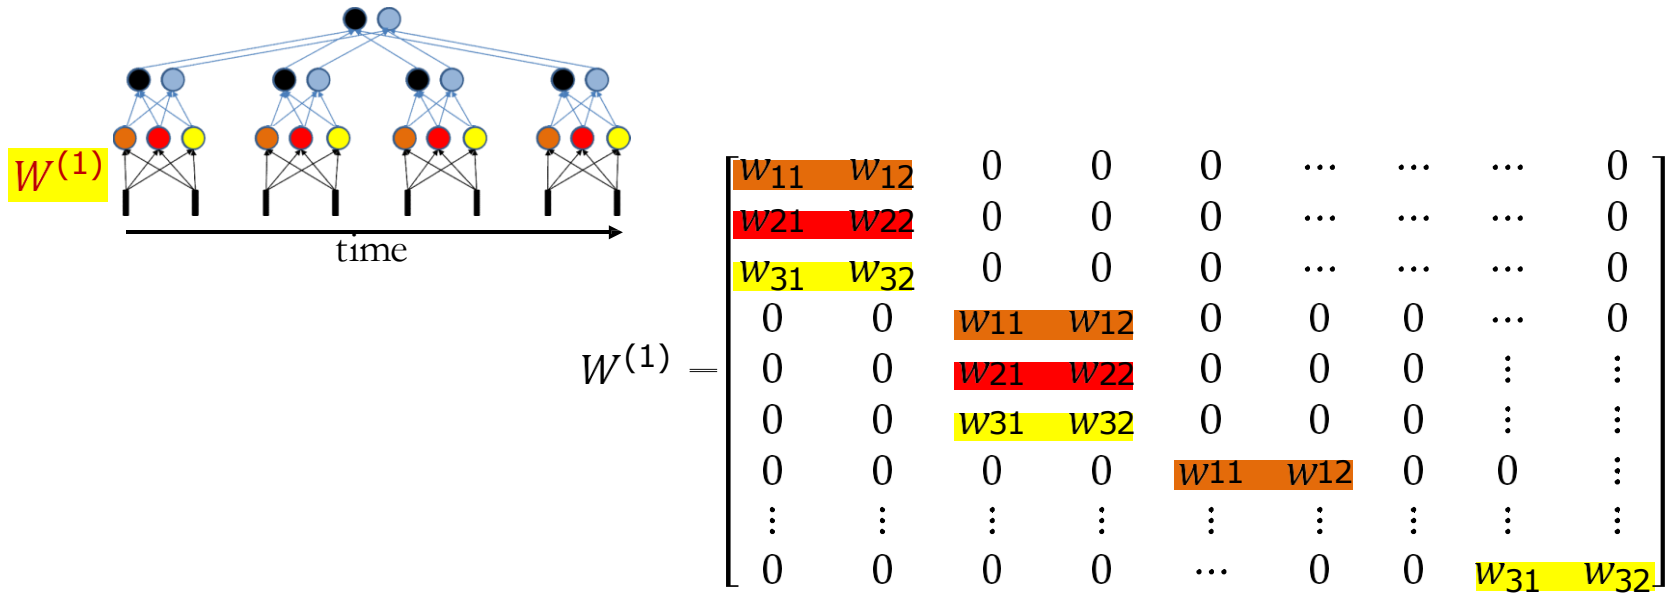 W(1)
time
w11 w12 0 0 0 ... ... ... 0
w21 w22 0 0 0 ... ... ... 0
w31 w32 0 0 0 ... ... ... 0
0 0 w11 w12 0 0 0 ... 0
W(1) =
0 0 w21 w22 0 0 0 ⋮ ⋮
0 0 w31 w32 0 0 0 ⋮ ⋮
0 0 0 0 w11 w12 0 0 ⋮
⋮ ⋮ ⋮ ⋮ ⋮ ⋮ ⋮ ⋮ ⋮
0 0 0 0 ... 0 0 w31 w32